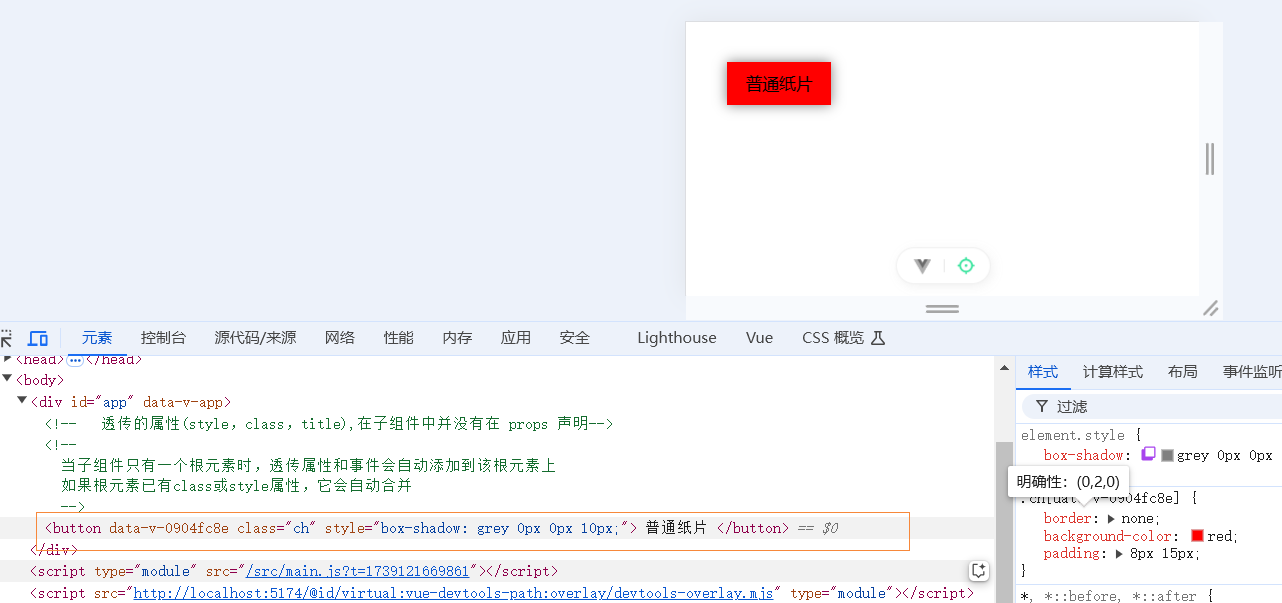 普通纸片
元素 控制台 源代码/来源 网络 性能 内存 应用 安全 Lighthouse Vue CSS 概览
<head> ••• </head>
<body>
<div id="app" data-v-app>
<!-- 透传的属性(style，class，title),在子组件中并没有在 props 声明-->
<!--
当子组件只有一个根元素时，透传属性和事件会自动添加到该根元素上
如果根元素已有class或style属性，它会自动合并
-->
<button data-v-0904fc8e class="ch" style="box-shadow: grey 0px 0px 10px;"> 普通纸片 </button> == $0
</div>
<script type="module" src="/src/main.js?t=1739121669861"></script>
<script src="http://localhost:5174/@id/virtual:vue-devtools-path:overlay/devtools-overlay.mjs" type="module"></script>
样式 计算样式 布局 事件监听
过滤
element.style {
box-shadow: grey 0px 0px
明确性：(0,2,0)
.ch[data-v-0904fc8e] {
border: none;
background-color: red;
padding: 8px 15px;
}
*, *::before, *::after {